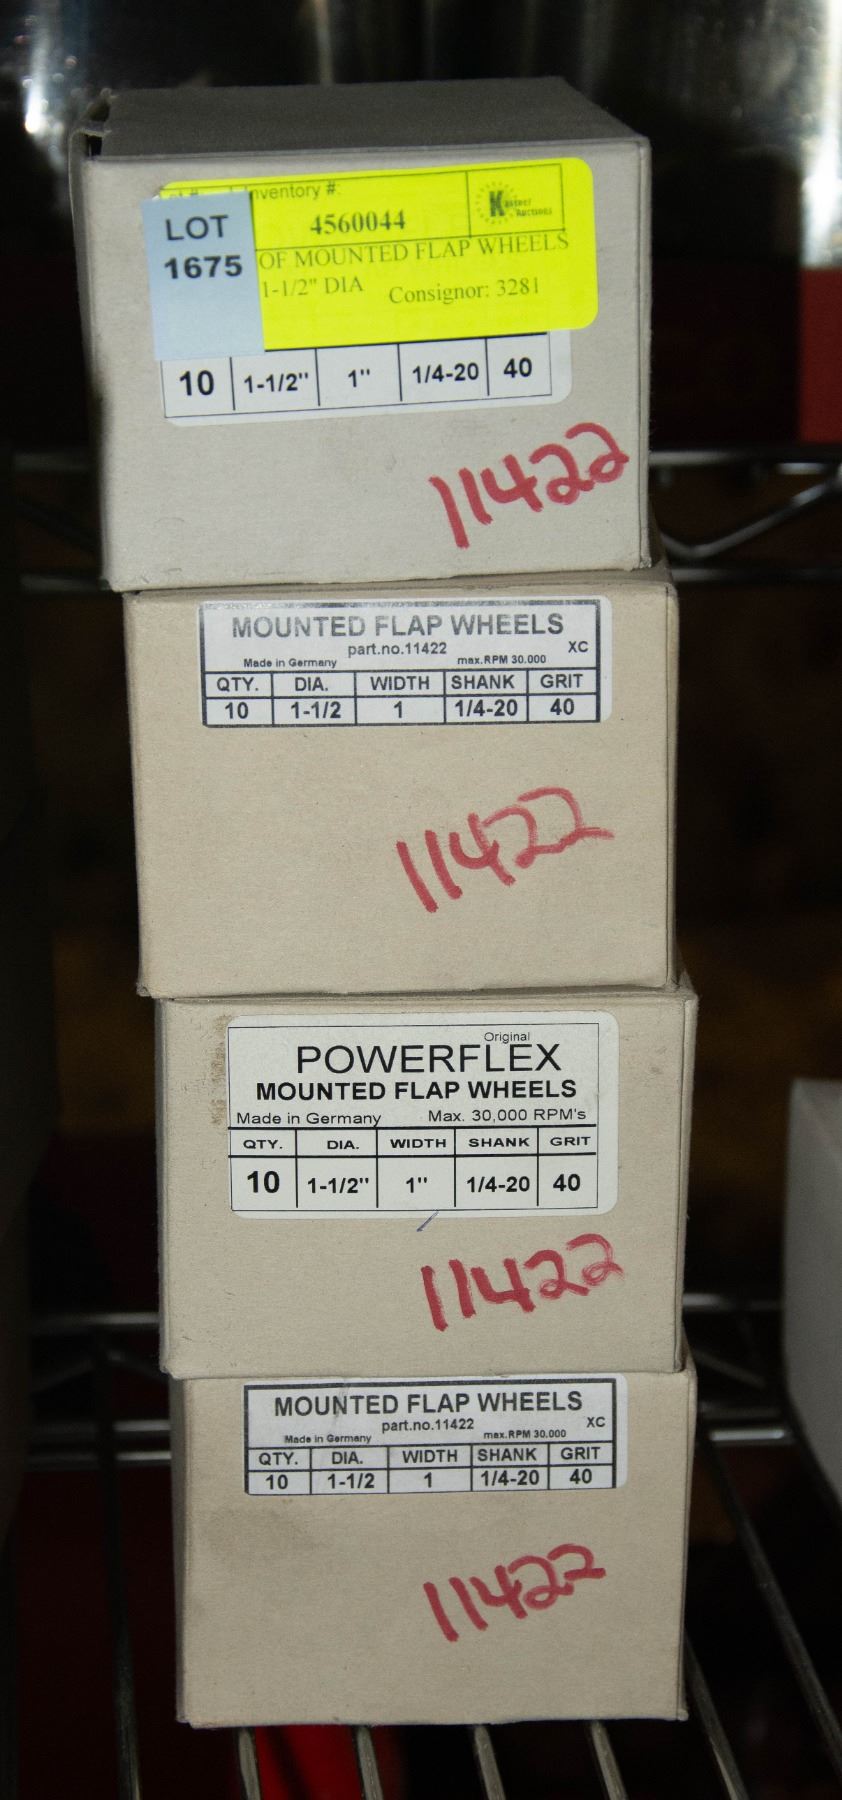 Inventory #:
4560044
Kastner Auctions
LOT
1675
OF MOUNTED FLAP WHEELS
1-1/2" DIA Consignor: 3281
10 1-1/2" 1" 1/4-20 40
11422
MOUNTED FLAP WHEELS
part.no.11422 XC
Made in Germany max.RPM 30.000
QTY. DIA. WIDTH SHANK GRIT
10 1-1/2 1 1/4-20 40
11422
Original
POWERFLEX
MOUNTED FLAP WHEELS
Made in Germany Max. 30,000 RPM's
QTY. DIA. WIDTH SHANK GRIT
10 1-1/2" 1" 1/4-20 40
11422
MOUNTED FLAP WHEELS
part.no.11422 XC
Made in Germany max.RPM 30.000
QTY. DIA. WIDTH SHANK GRIT
10 1-1/2 1 1/4-20 40
11422